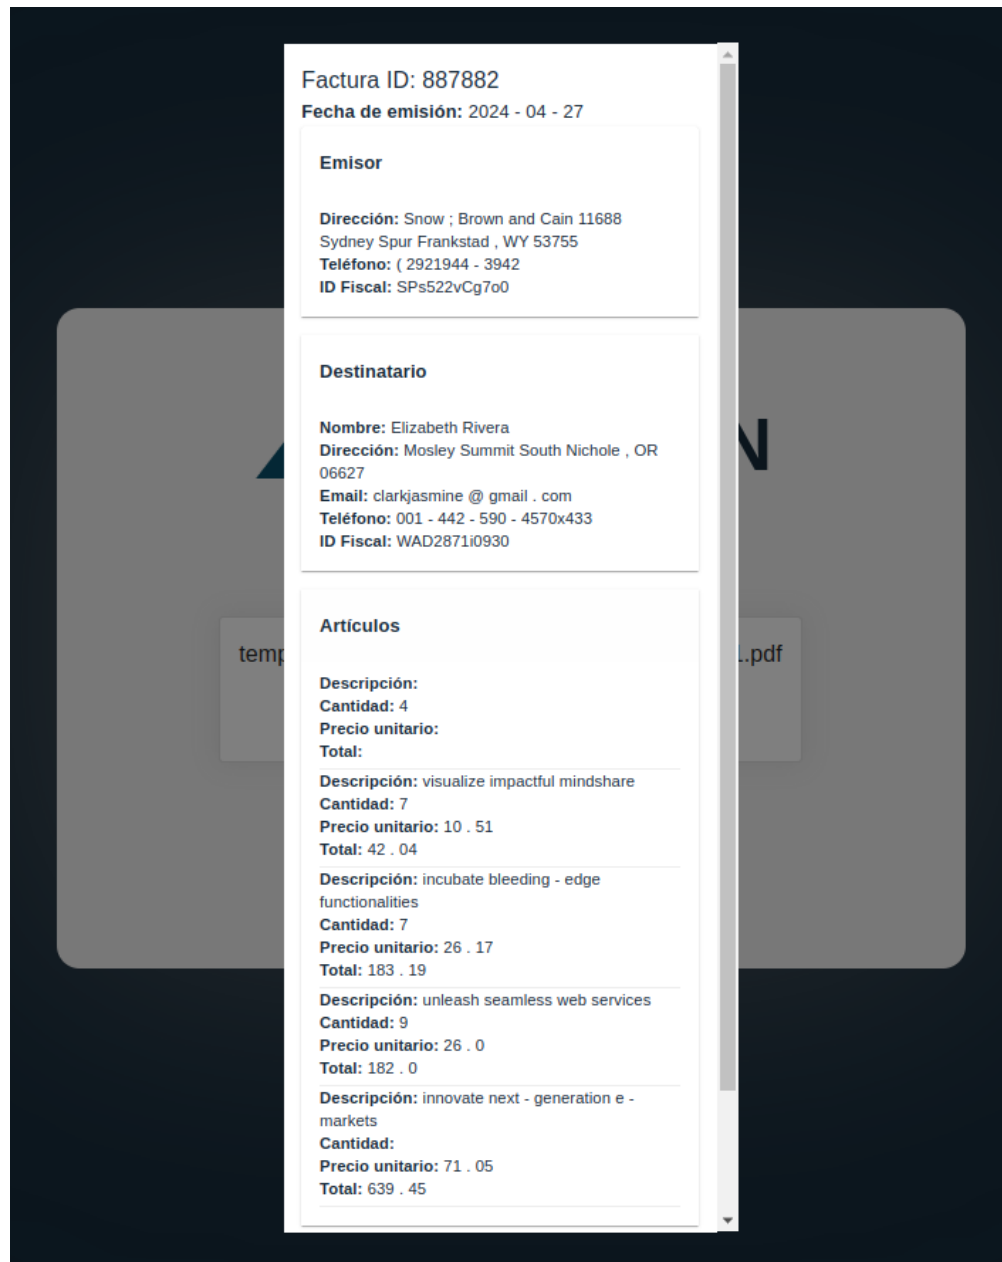 Factura ID: 887882
Fecha de emisión: 2024 - 04 - 27
Emisor
Dirección: Snow ; Brown and Cain 11688
Sydney Spur Frankstad , WY 53755
Teléfono: ( 2921944 - 3942
ID Fiscal: SPs522vCg7o0
Destinatario
Nombre: Elizabeth Rivera
Dirección: Mosley Summit South Nichole , OR
06627
Email: clarkjasmine @ gmail . com
Teléfono: 001 - 442 - 590 - 4570x433
ID Fiscal: WAD2871i0930
N
Artículos
temp
.pdf
Descripción:
Cantidad: 4
Precio unitario:
Total:
Descripción: visualize impactful mindshare
Cantidad: 7
Precio unitario: 10 . 51
Total: 42 . 04
Descripción: incubate bleeding - edge
functionalities
Cantidad: 7
Precio unitario: 26 . 17
Total: 183 . 19
Descripción: unleash seamless web services
Cantidad: 9
Precio unitario: 26 . 0
Total: 182 . 0
Descripción: innovate next - generation e -
markets
Cantidad:
Precio unitario: 71 . 05
Total: 639 . 45